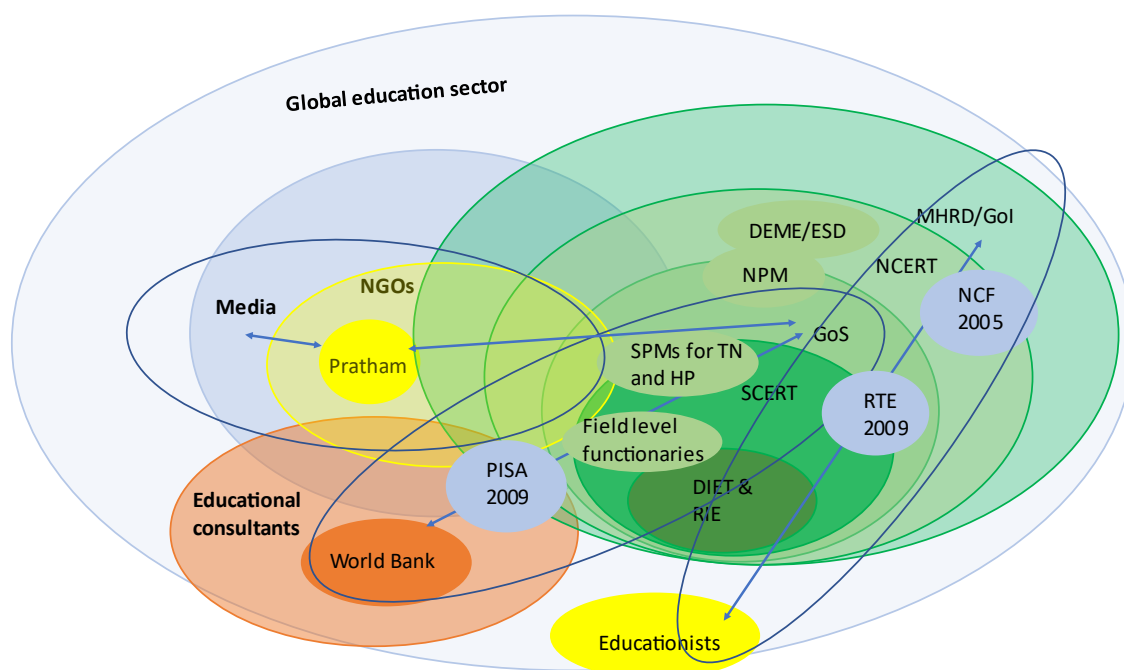 Global education sector
MHRD/GoI
DEME/ESD
NCERT
NPM
NGOs
Media
NCF
2005
GoS
SPMs for TN
and HP
Pratham
SCERT
RTE
2009
Field level
functionaries
PISA
2009
DIET &
RIE
Educational
consultants
World Bank
Educationists